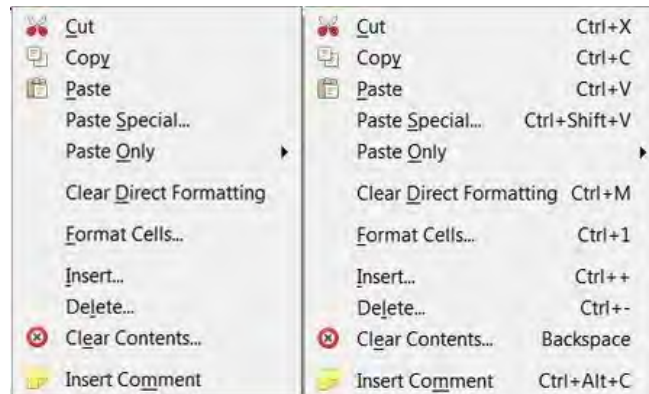 Cut
Copy
Paste
Paste Special...
Paste Only
Clear Direct Formatting
Format Cells...
Insert...
Delete...
Clear Contents...
Insert Comment
Cut Ctrl+X
Copy Ctrl+C
Paste Ctrl+V
Paste Special... Ctrl+Shift+V
Paste Only
Clear Direct Formatting Ctrl+M
Format Cells... Ctrl+1
Insert... Ctrl++
Delete... Ctrl+-
Clear Contents... Backspace
Insert Comment Ctrl+Alt+C